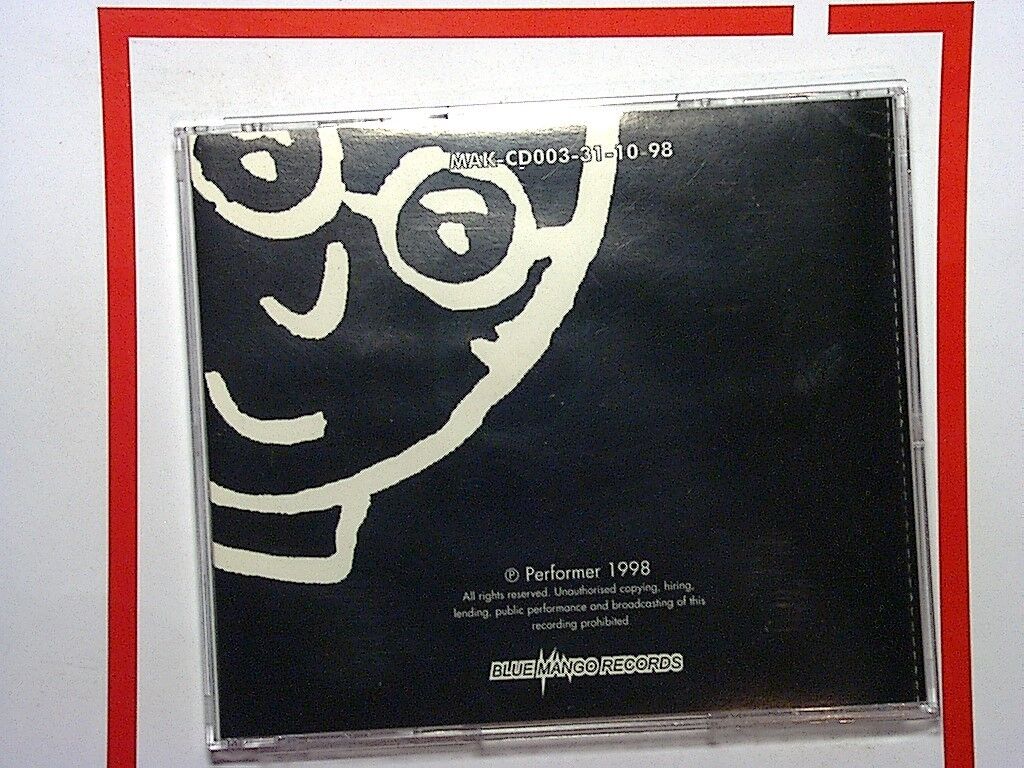 MAK-CD003-31-10-98
℗ Performer 1998
All rights reserved. Unauthorised copying, hiring,
lending, public performance and broadcasting of this
recording prohibited
BLUE MANGO RECORDS